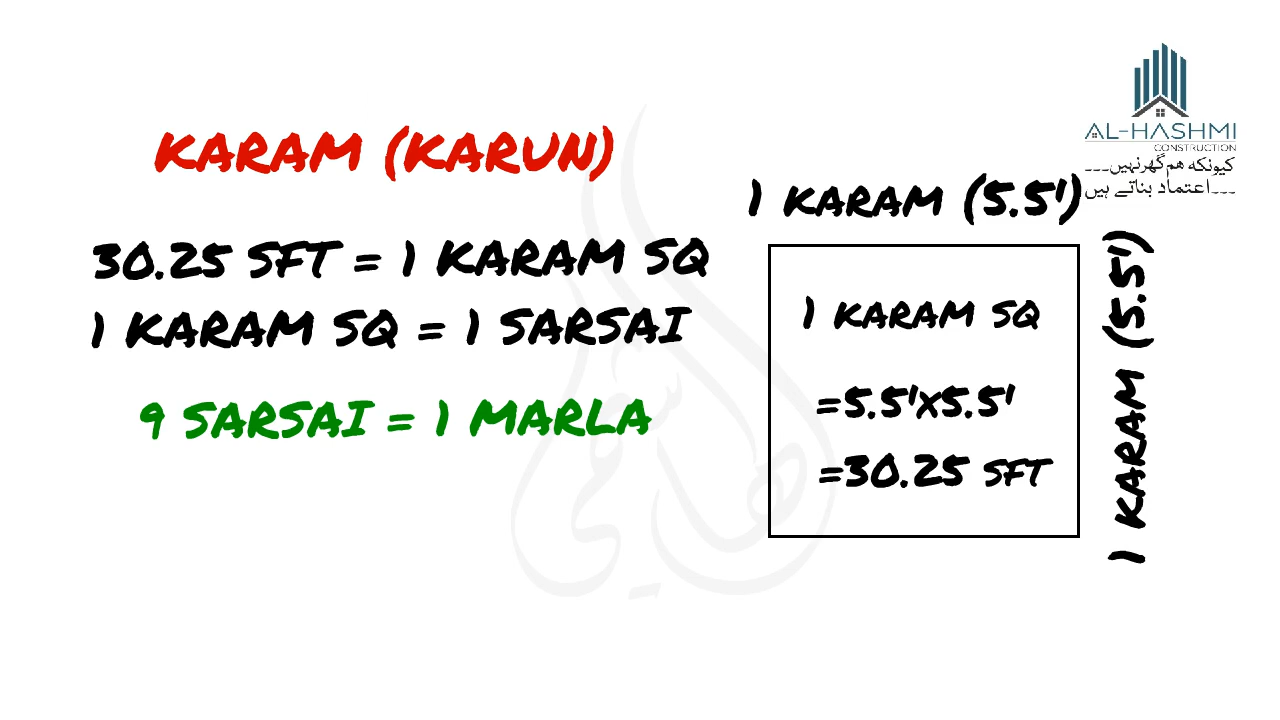 KARAM (KARUN)
30.25 SFT = 1 KARAM SQ
1 KARAM SQ = 1 SARSAI
9 SARSAI = 1 MARLA
AL-HASHMI
CONSTRUCTION
کیونکہ ھم گھر نہیں---
---اعتماد بناتے ہیں
1 KARAM (5.5')
1 KARAM SQ
=5.5'X5.5'
=30.25 SFT
1 KARAM (5.5')
هاشمي